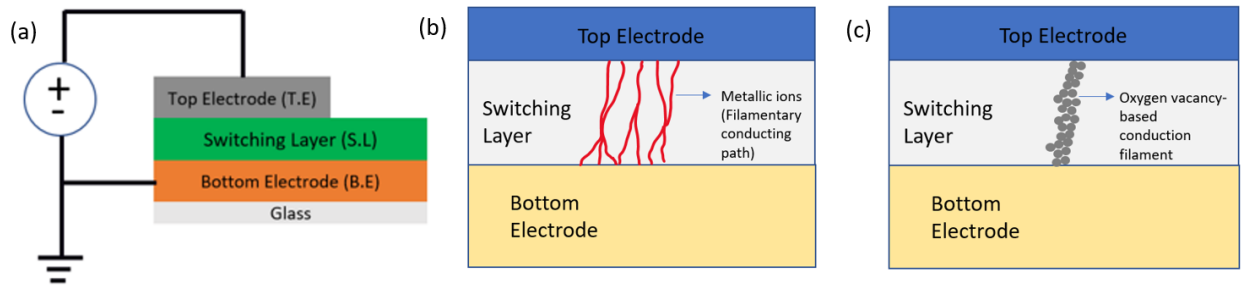 (a)
+
-
Top Electrode (T.E)
Switching Layer (S.L)
Bottom Electrode (B.E)
Glass
(b)
Top Electrode
Switching
Layer
Metallic ions
(Filamentary
conducting
path)
Bottom
Electrode
(c)
Top Electrode
Switching
Layer
Oxygen vacancy-
based
conduction
filament
Bottom
Electrode